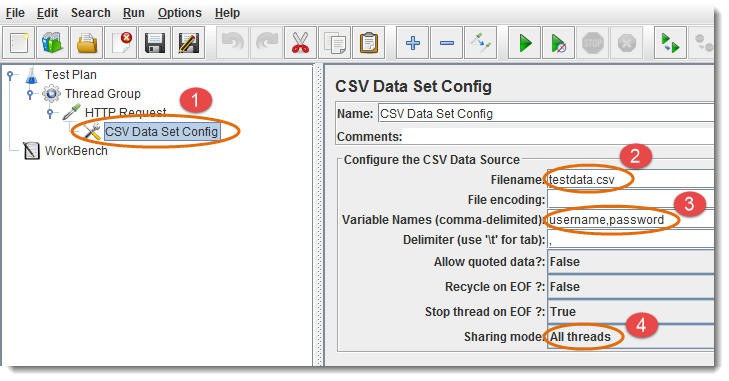 File Edit Search Run Options Help
Test Plan
Thread Group
HTTP Request
1
CSV Data Set Config
WorkBench
CSV Data Set Config
Name: CSV Data Set Config
Comments:
Configure the CSV Data Source
2
Filename: testdata.csv
File encoding:
3
Variable Names (comma-delimited): username,password
Delimiter (use '\t' for tab): ,
Allow quoted data?: False
Recycle on EOF ?: False
Stop thread on EOF ?: True
4
Sharing mode: All threads
STOP